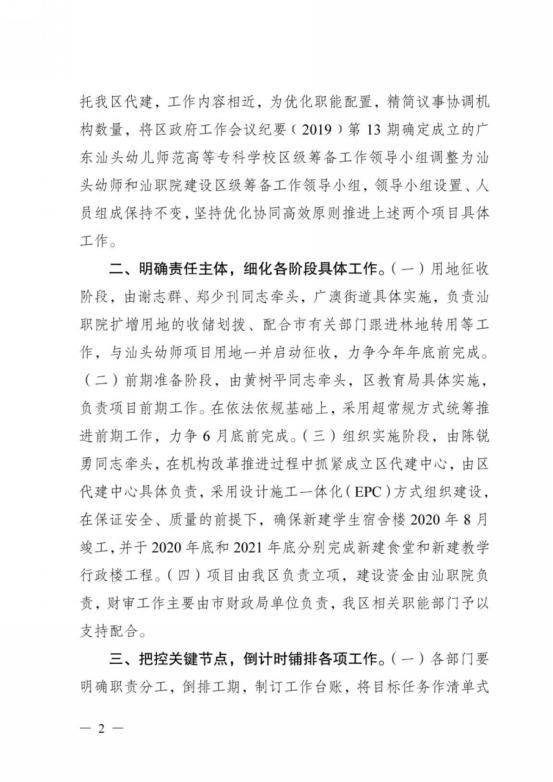 托我区代建，工作内容相近，为优化职能配置，精简议事协调机
构数量，将区政府工作会议纪要〔2019〕第 13 期确定成立的广
东汕头幼儿师范高等专科学校区级筹备工作领导小组调整为汕
头幼师和汕职院建设区级筹备工作领导小组，领导小组设置、人
员组成保持不变，坚持优化协同高效原则推进上述两个项目具体
工作。
二、明确责任主体，细化各阶段具体工作。（一）用地征收
阶段，由谢志群、郑少刊同志牵头，广澳街道具体实施，负责汕
职院扩增用地的收储划拨、配合市有关部门跟进林地转用等工
作，与汕头幼师项目用地一并启动征收，力争今年年底前完成。
（二）前期准备阶段，由黄树平同志牵头，区教育局具体实施，
负责项目前期工作。在依法依规基础上，采用超常规方式统筹推
进前期工作，力争 6 月底前完成。（三）组织实施阶段，由陈锐
勇同志牵头，在机构改革推进过程中抓紧成立区代建中心，由区
代建中心具体负责，采用设计施工一体化（EPC）方式组织建设，
在保证安全、质量的前提下，确保新建学生宿舍楼 2020 年 8 月
竣工，并于 2020 年底和 2021 年底分别完成新建食堂和新建教学
行政楼工程。（四）项目由我区负责立项，建设资金由汕职院负
责，财审工作主要由市财政局单位负责，我区相关职能部门予以
支持配合。
三、把控关键节点，倒计时铺排各项工作。（一）各部门要
明确职责分工，倒排工期，制订工作台账，将目标任务作清单式
— 2 —